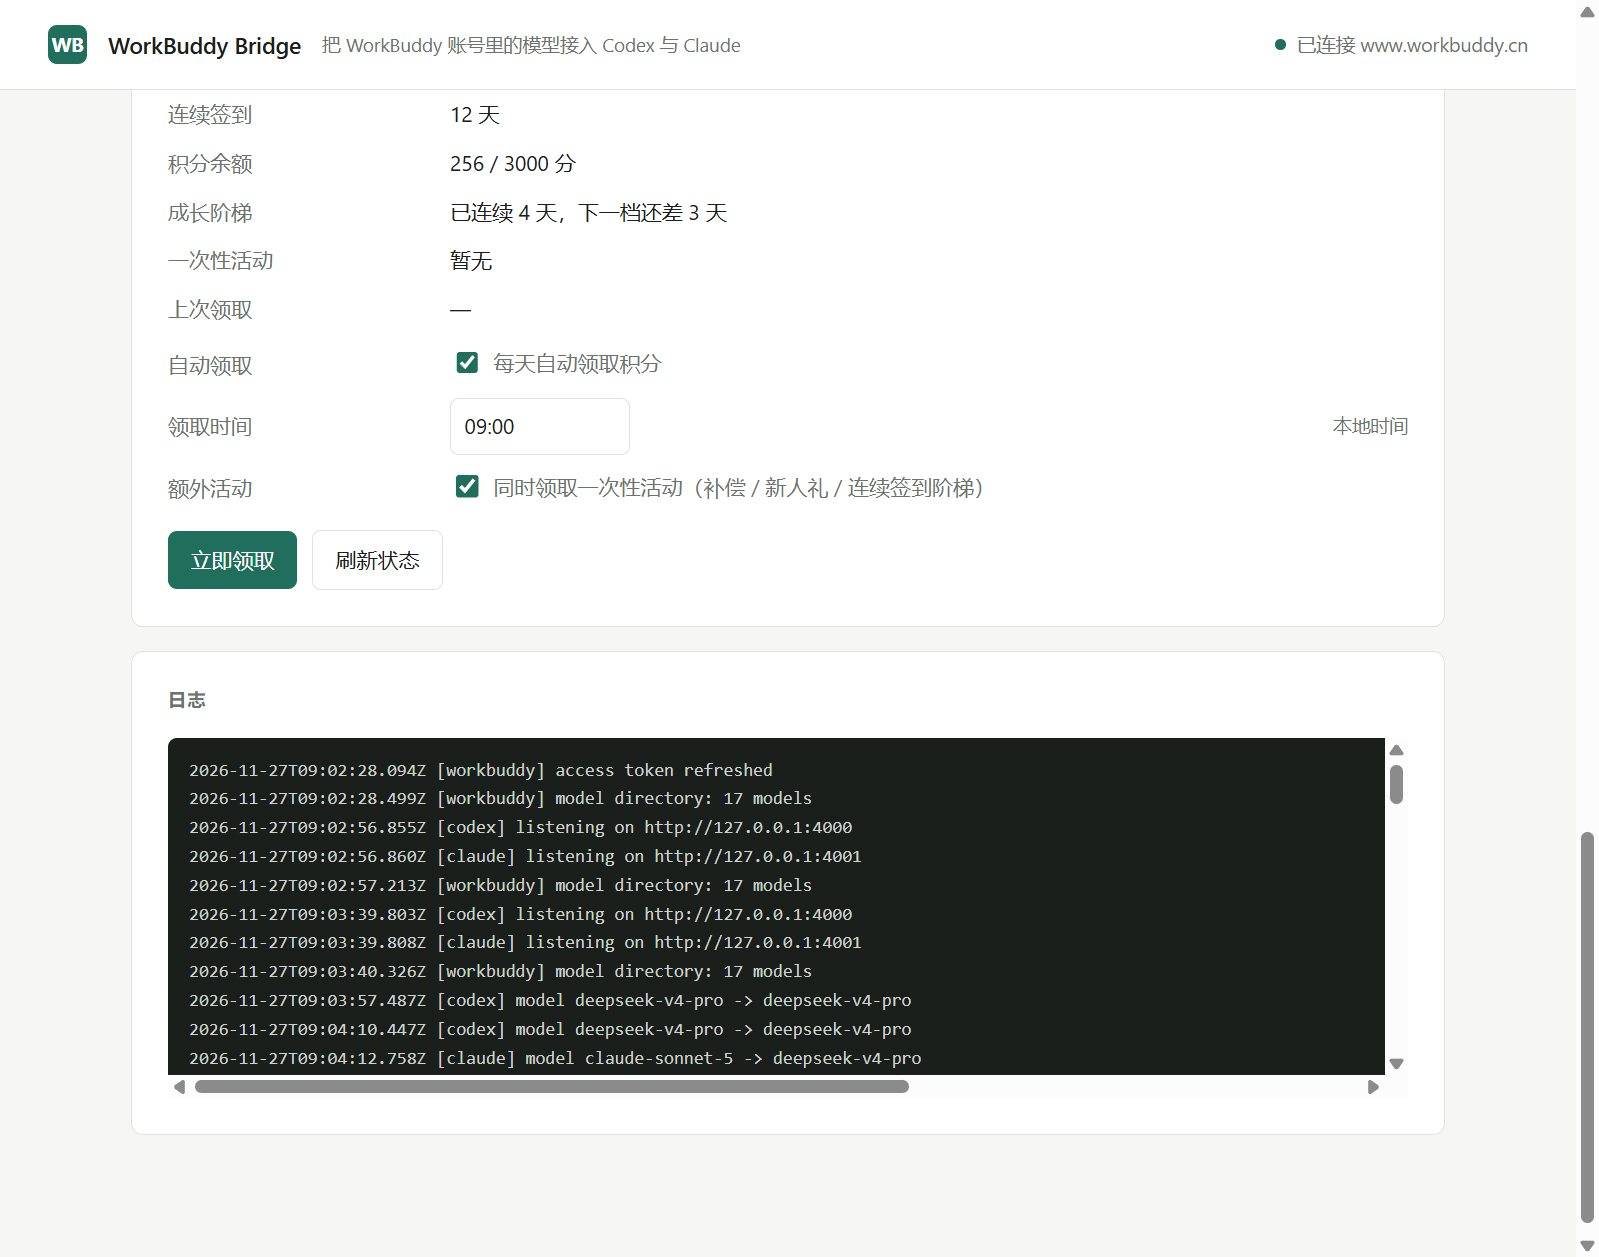 WB WorkBuddy Bridge 把 WorkBuddy 账号里的模型接入 Codex 与 Claude 已连接 www.workbuddy.cn
连续签到 12 天
积分余额 256 / 3000 分
成长阶梯 已连续 4 天，下一档还差 3 天
一次性活动 暂无
上次领取 —
自动领取 每天自动领取积分
领取时间 09:00 本地时间
额外活动 同时领取一次性活动（补偿 / 新人礼 / 连续签到阶梯）
立即领取 刷新状态
日志
2026-11-27T09:02:28.094Z [workbuddy] access token refreshed
2026-11-27T09:02:28.499Z [workbuddy] model directory: 17 models
2026-11-27T09:02:56.855Z [codex] listening on http://127.0.0.1:4000
2026-11-27T09:02:56.860Z [claude] listening on http://127.0.0.1:4001
2026-11-27T09:02:57.213Z [workbuddy] model directory: 17 models
2026-11-27T09:03:39.803Z [codex] listening on http://127.0.0.1:4000
2026-11-27T09:03:39.808Z [claude] listening on http://127.0.0.1:4001
2026-11-27T09:03:40.326Z [workbuddy] model directory: 17 models
2026-11-27T09:03:57.487Z [codex] model deepseek-v4-pro -> deepseek-v4-pro
2026-11-27T09:04:10.447Z [codex] model deepseek-v4-pro -> deepseek-v4-pro
2026-11-27T09:04:12.758Z [claude] model claude-sonnet-5 -> deepseek-v4-pro